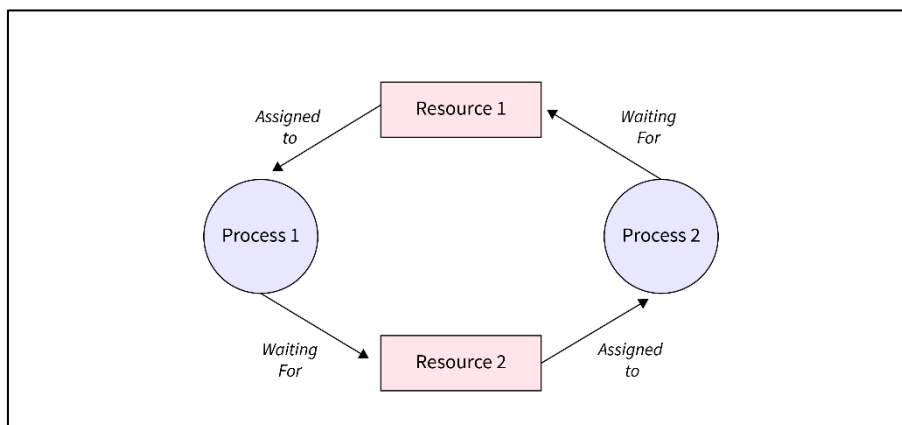 Resource 1
Assigned
to
Waiting
For
Process 1
Process 2
Waiting
For
Resource 2
Assigned
to